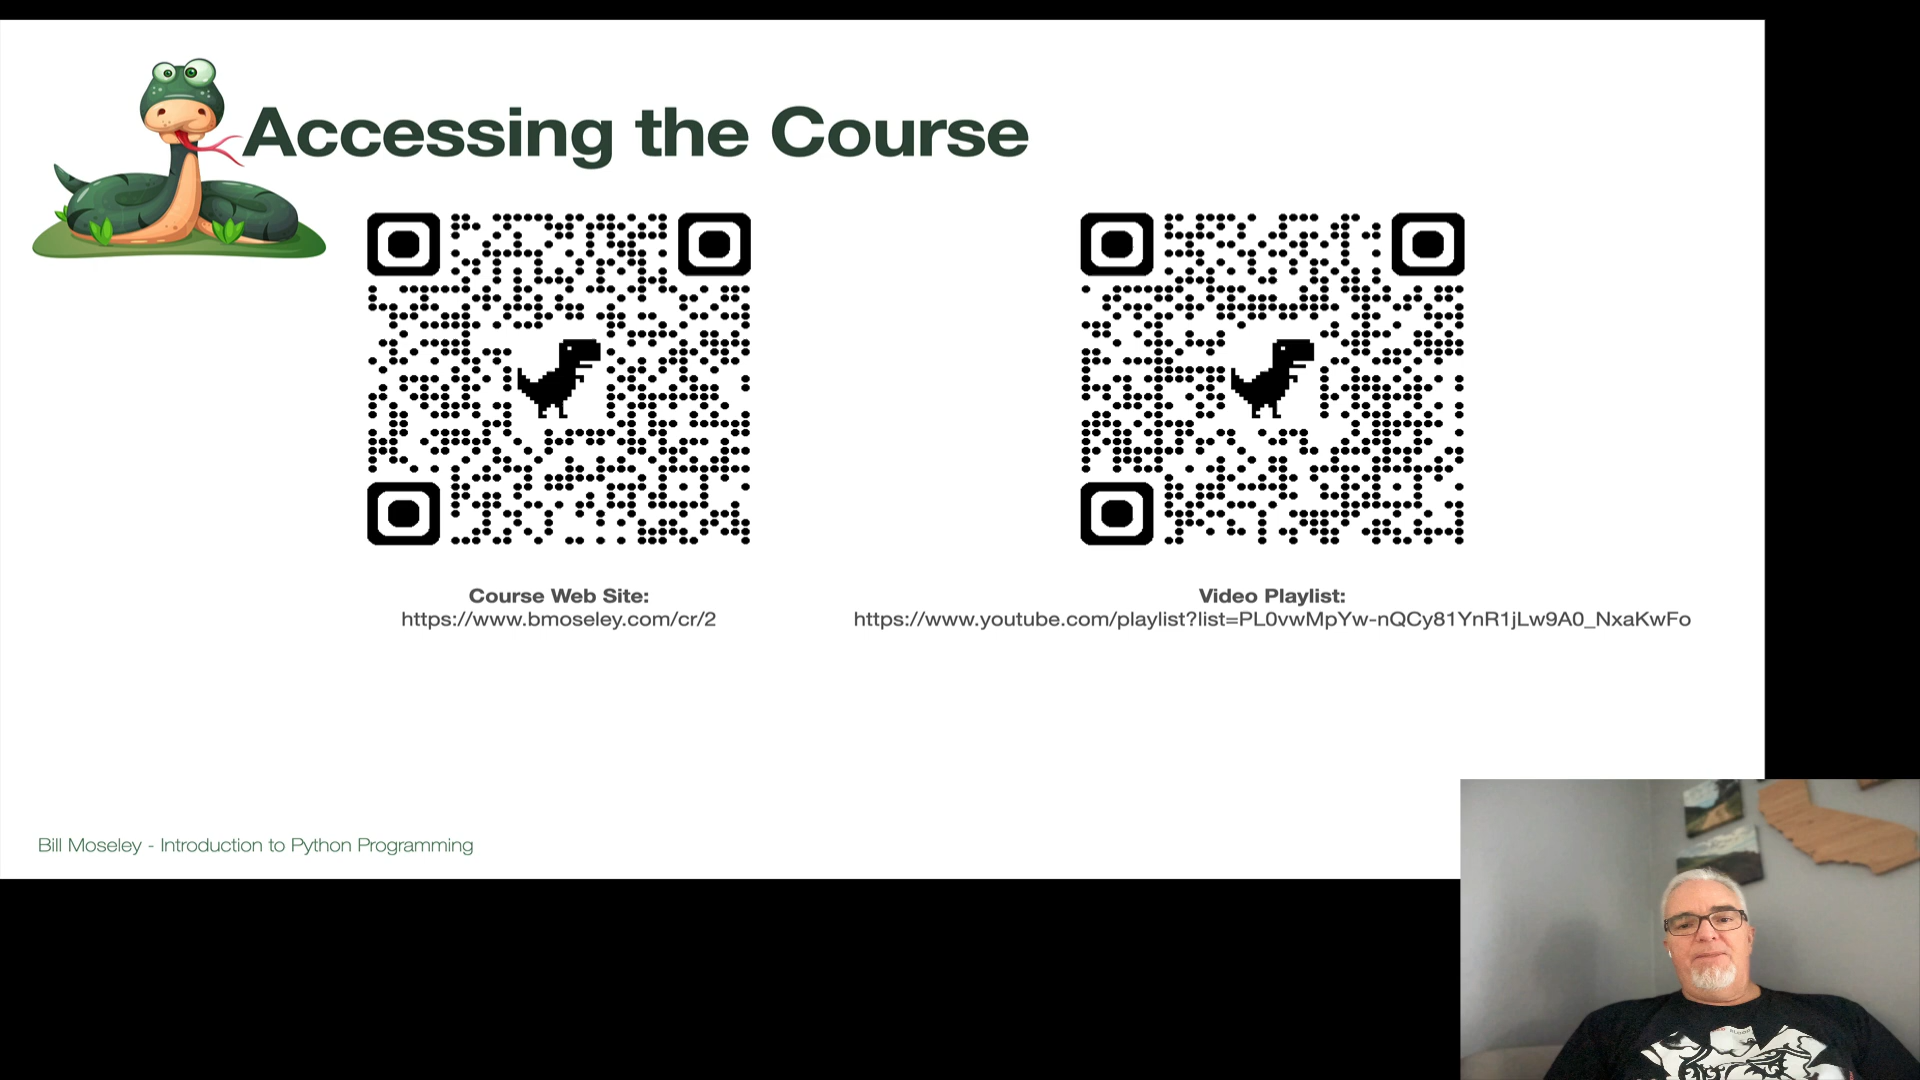 Accessing the Course
Course Web Site:
https://www.bmoseley.com/cr/2
Video Playlist:
https://www.youtube.com/playlist?list=PL0vwMpYw-nQCy81YnR1jLw9A0_NxaKwFo
Bill Moseley - Introduction to Python Programming